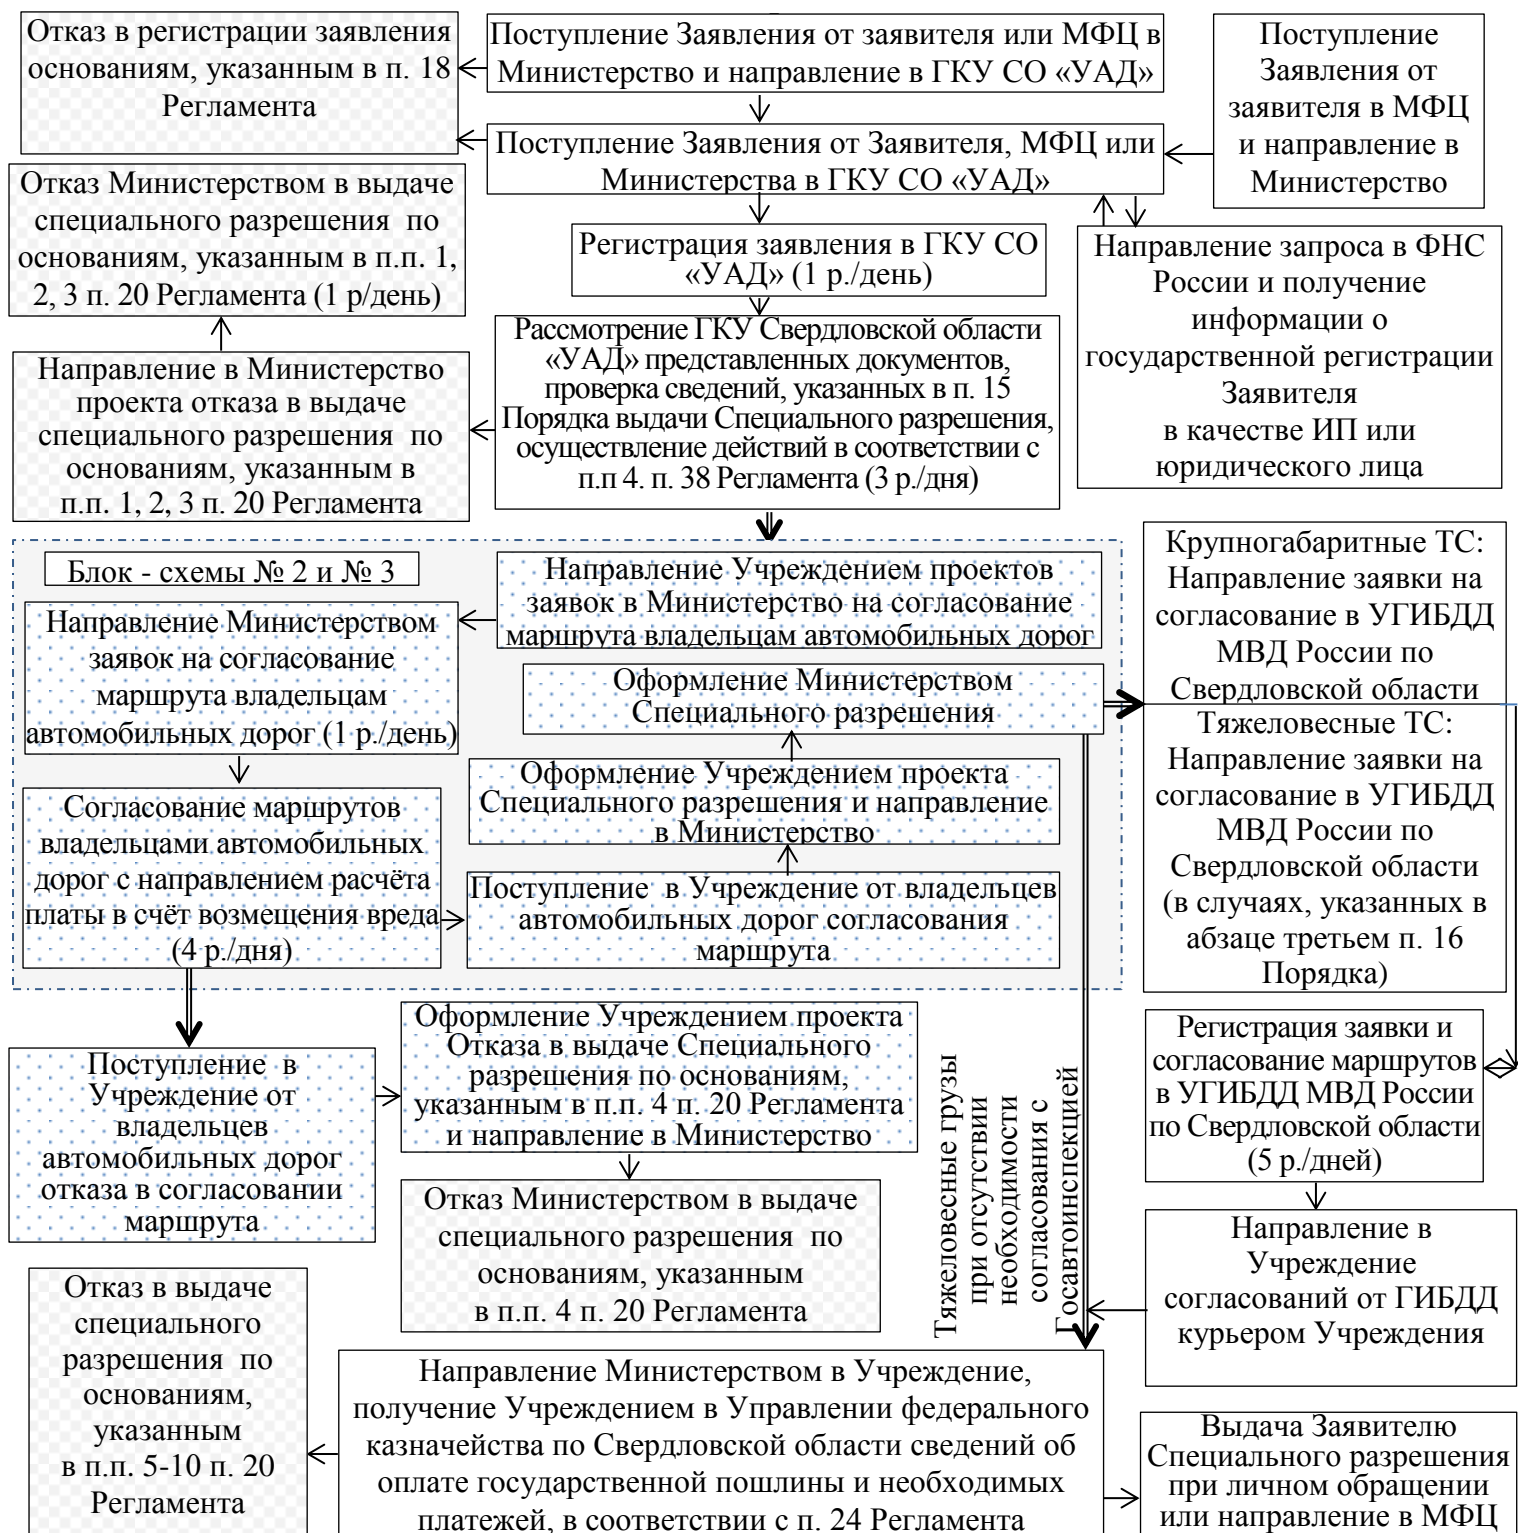 Отказ в регистрации заявления
основаниям, указанным в п. 18
Регламента
Поступление Заявления от заявителя или МФЦ в
Министерство и направление в ГКУ СО «УАД»
Поступление
Заявления от
заявителя в МФЦ
и направление в
Министерство
Поступление Заявления от Заявителя, МФЦ или
Министерства в ГКУ СО «УАД»
Отказ Министерством в выдаче
специального разрешения по
основаниям, указанным в п.п. 1,
2, 3 п. 20 Регламента (1 р/день)
Регистрация заявления в ГКУ СО
«УАД» (1 р./день)
Направление запроса в ФНС
России и получение
информации о
государственной регистрации
Заявителя
в качестве ИП или
юридического лица
Рассмотрение ГКУ Свердловской области
«УАД» представленных документов,
проверка сведений, указанных в п. 15
Порядка выдачи Специального разрешения,
осуществление действий в соответствии с
п.п 4. п. 38 Регламента (3 р./дня)
Направление в Министерство
проекта отказа в выдаче
специального разрешения по
основаниям, указанным в
п.п. 1, 2, 3 п. 20 Регламента
Блок - схемы № 2 и № 3
Направление Учреждением проектов
заявок в Министерство на согласование
маршрута владельцам автомобильных дорог
Направление Министерством
заявок на согласование
маршрута владельцам
автомобильных дорог (1 р./день)
Оформление Министерством
Специального разрешения
Крупногабаритные ТС:
Направление заявки на
согласование в УГИБДД
МВД России по
Свердловской области
Тяжеловесные ТС:
Направление заявки на
согласование в УГИБДД
МВД России по
Свердловской области
(в случаях, указанных в
абзаце третьем п. 16
Порядка)
Оформление Учреждением проекта
Специального разрешения и направление
в Министерство
Согласование маршрутов
владельцами автомобильных
дорог с направлением расчёта
платы в счёт возмещения вреда
(4 р./дня)
Поступление в Учреждение от владельцев
автомобильных дорог согласования
маршрута
Поступление в
Учреждение от
владельцев
автомобильных дорог
отказа в согласовании
маршрута
Оформление Учреждением проекта
Отказа в выдаче Специального
разрешения по основаниям,
указанным в п.п. 4 п. 20 Регламента
и направление в Министерство
Тяжеловесные грузы
при отсутствии
необходимости
согласования с
Госавтоинспекцией
Регистрация заявки и
согласование маршрутов
в УГИБДД МВД России
по Свердловской области
(5 р./дней)
Отказ Министерством в выдаче
специального разрешения по
основаниям, указанным
в п.п. 4 п. 20 Регламента
Направление в
Учреждение
согласований от ГИБДД
курьером Учреждения
Отказ в выдаче
специального
разрешения по
основаниям,
указанным
в п.п. 5-10 п. 20
Регламента
Направление Министерством в Учреждение,
получение Учреждением в Управлении федерального
казначейства по Свердловской области сведений об
оплате государственной пошлины и необходимых
платежей, в соответствии с п. 24 Регламента
Выдача Заявителю
Специального разрешения
при личном обращении
или направление в МФЦ